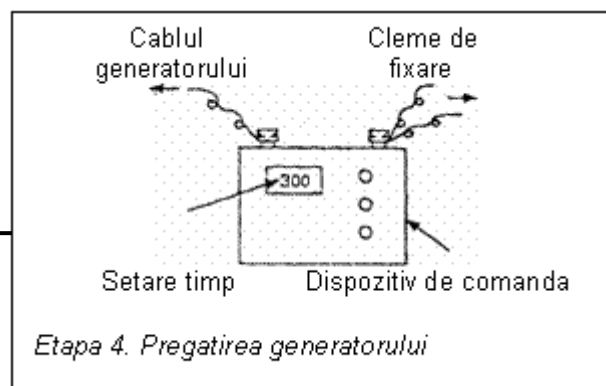 Cablul
generatorului
Cleme de
fixare
300
Setare timp
Dispozitiv de comanda
Etapa 4. Pregatirea generatorului